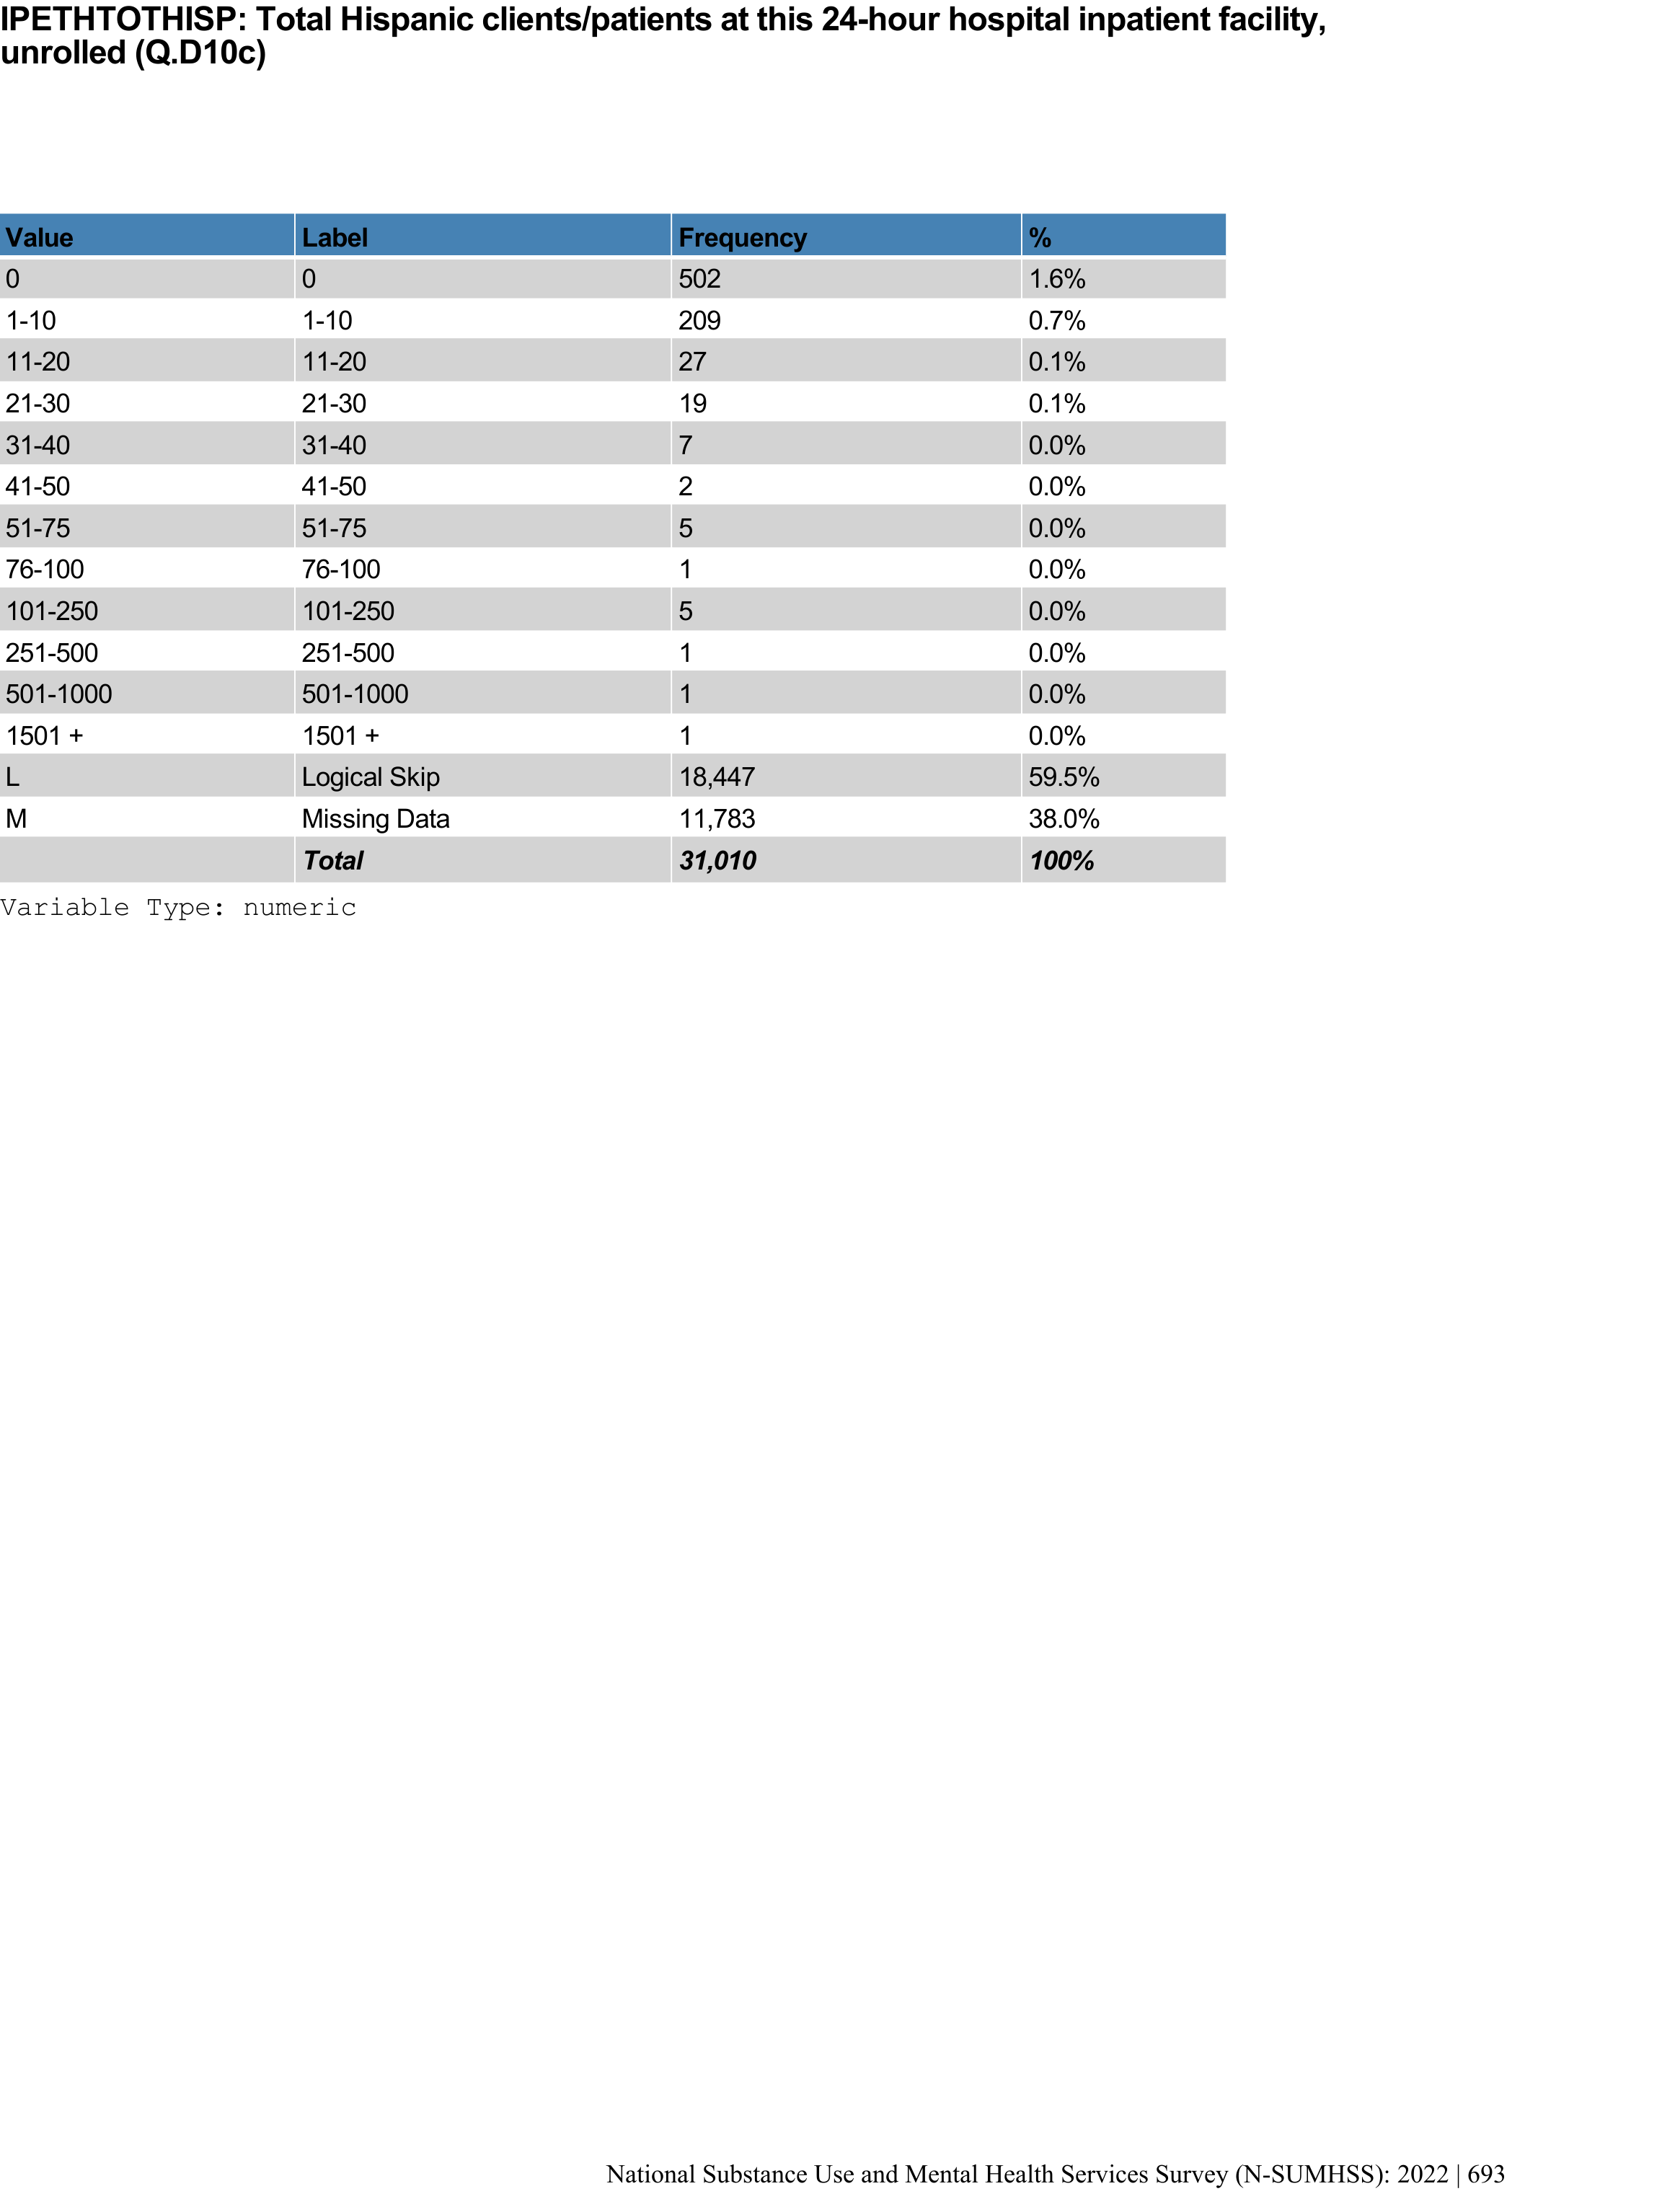 IPETHTOTHISP: Total Hispanic clients/patients at this 24-hour hospital inpatient facility,
unrolled (Q.D10c)
Value Label Frequency %
0 0 502 1.6%
1-10 1-10 209 0.7%
11-20 11-20 27 0.1%
21-30 21-30 19 0.1%
31-40 31-40 7 0.0%
41-50 41-50 2 0.0%
51-75 51-75 5 0.0%
76-100 76-100 1 0.0%
101-250 101-250 5 0.0%
251-500 251-500 1 0.0%
501-1000 501-1000 1 0.0%
1501 + 1501 + 1 0.0%
L Logical Skip 18,447 59.5%
M Missing Data 11,783 38.0%
Total 31,010 100%
Variable Type: numeric
National Substance Use and Mental Health Services Survey (N-SUMHSS): 2022 | 693